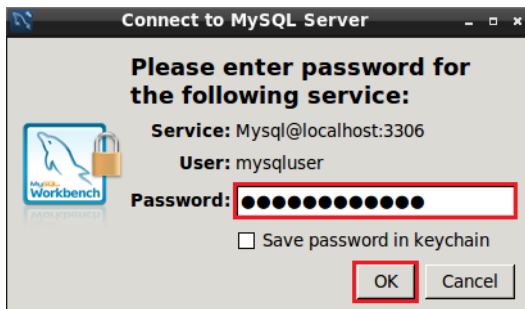 Connect to MySQL Server
Please enter password for
the following service:
Service: Mysql@localhost:3306
User: mysqluser
MySQL
Workbench
Password: ●●●●●●●●●●●●
Save password in keychain
OK Cancel